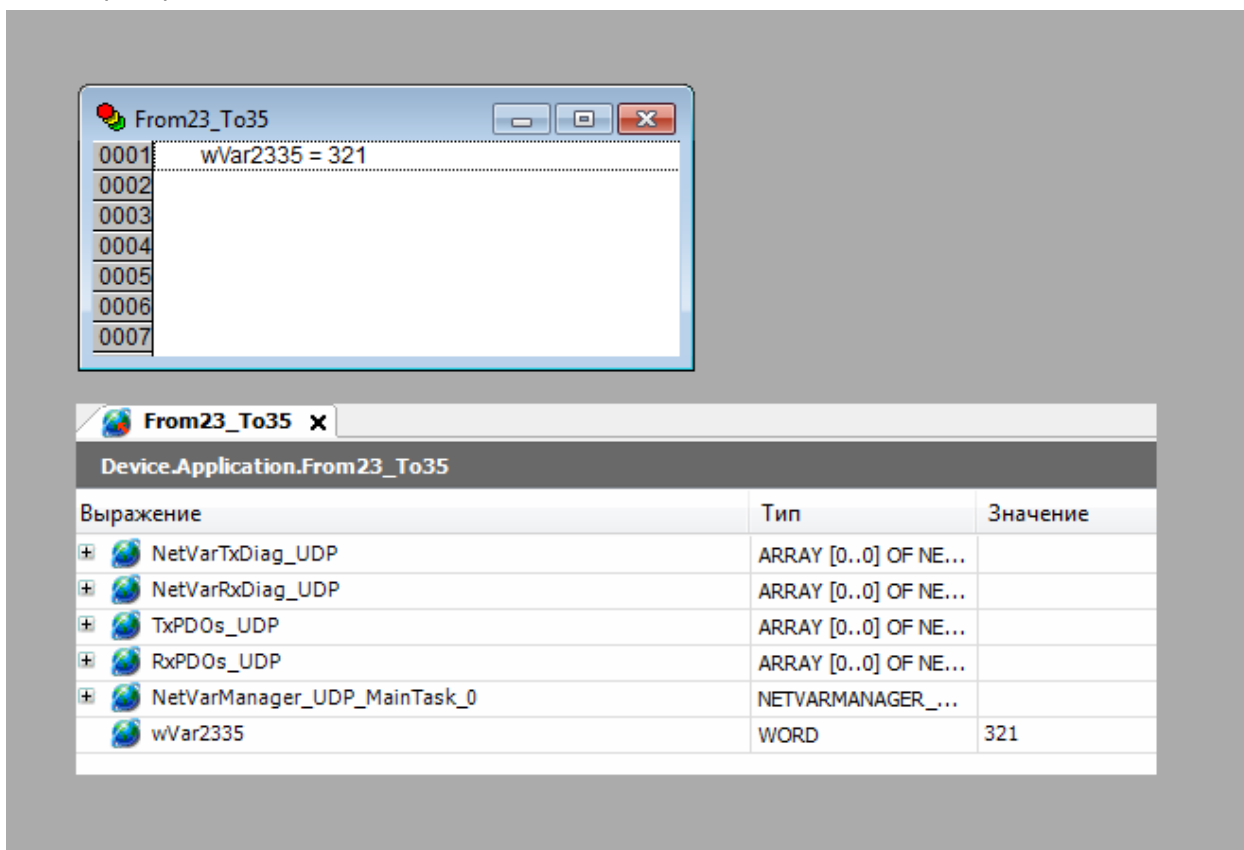 From23_To35
0001 wVar2335 = 321
0002
0003
0004
0005
0006
0007
From23_To35 x
Device.Application.From23_To35
Выражение Тип Значение
NetVarTxDiag_UDP ARRAY [0..0] OF NE...
NetVarRxDiag_UDP ARRAY [0..0] OF NE...
TxPDOs_UDP ARRAY [0..0] OF NE...
RxPDOs_UDP ARRAY [0..0] OF NE...
NetVarManager_UDP_MainTask_0 NETVARMANAGER_...
wVar2335 WORD 321